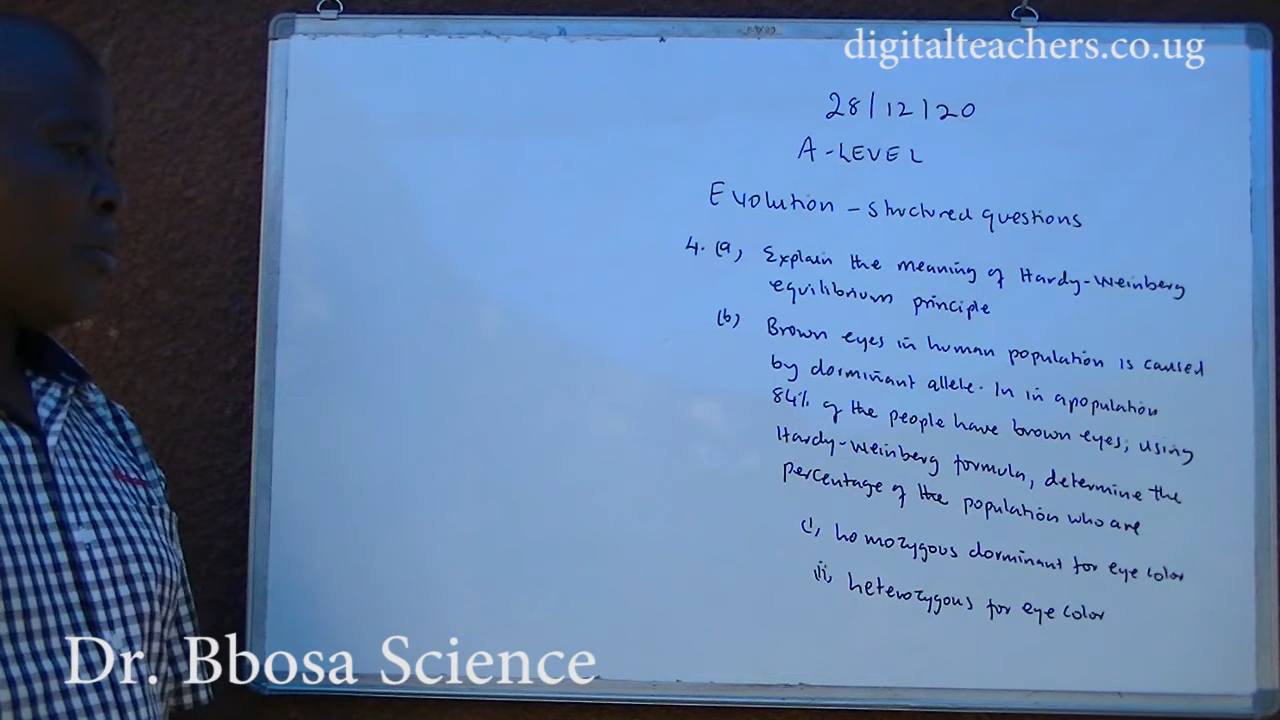 digitalteachers.co.ug
28/12/20
A-LEVEL
Evolution - structured questions
4. (a) Explain the meaning of Hardy-Weinberg
equilibrium principle
(b) Brown eyes in human population is caused
by dorminant allele. In in a population
84% of the people have brown eyes; using
Hardy-Weinberg formula, determine the
percentage of the population who are
(i) homozygous dorminant for eye color
ii heterozygous for eye color
Dr. Bbosa Science